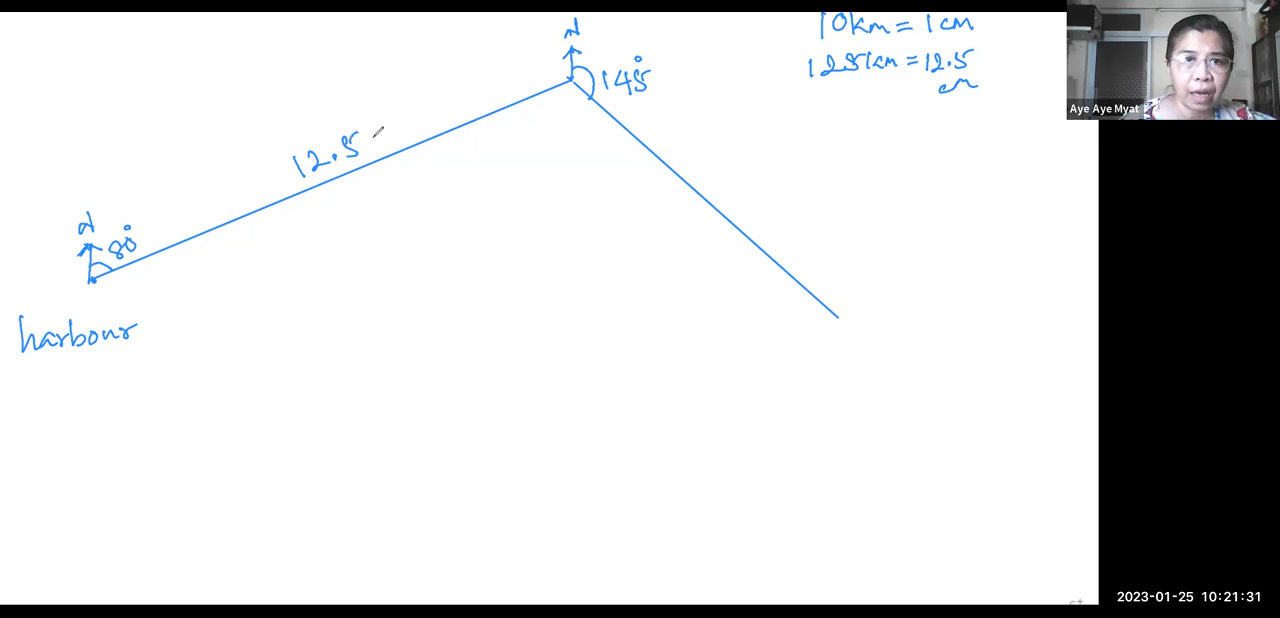 N
145°
10km = 1cm
125km = 12.5
cm
12.5
N
80°
harbour
Aye Aye Myat
2023-01-25 10:21:31